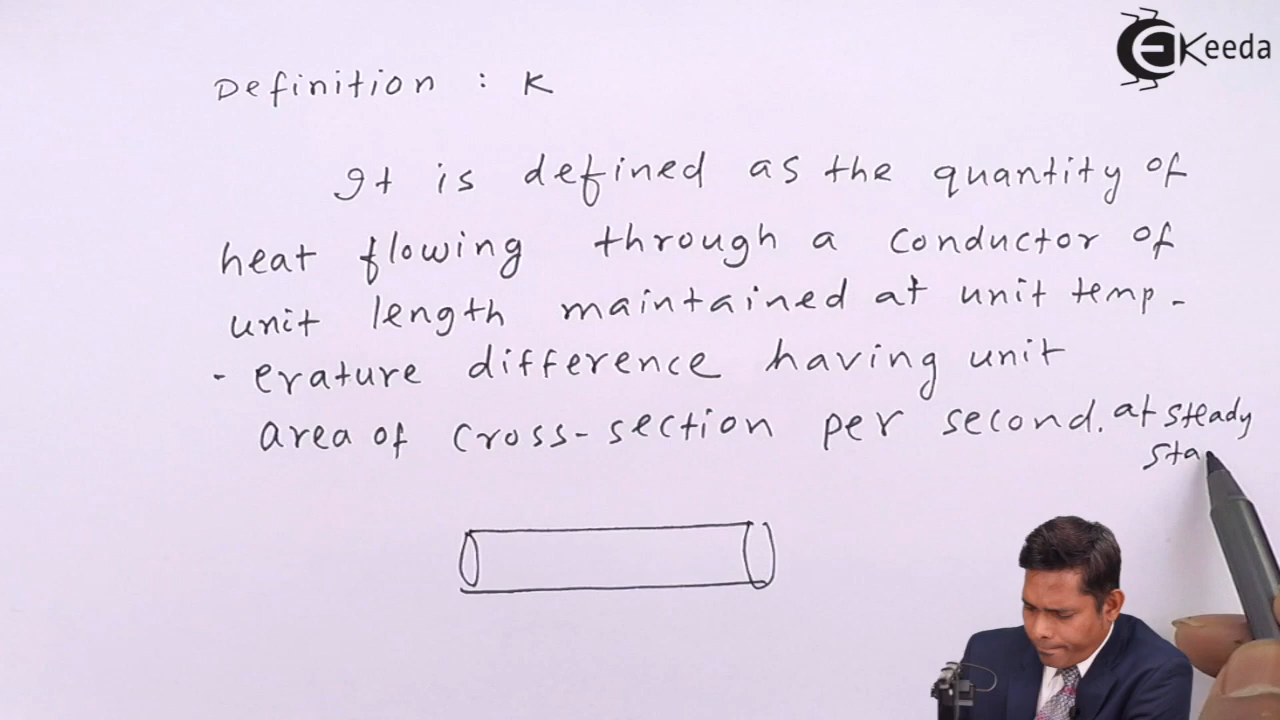 Keeda
Definition : K
It is defined as the quantity of
heat flowing through a conductor of
unit length maintained at unit temp-
- erature difference having unit
area of cross-section per second. at steady
sta